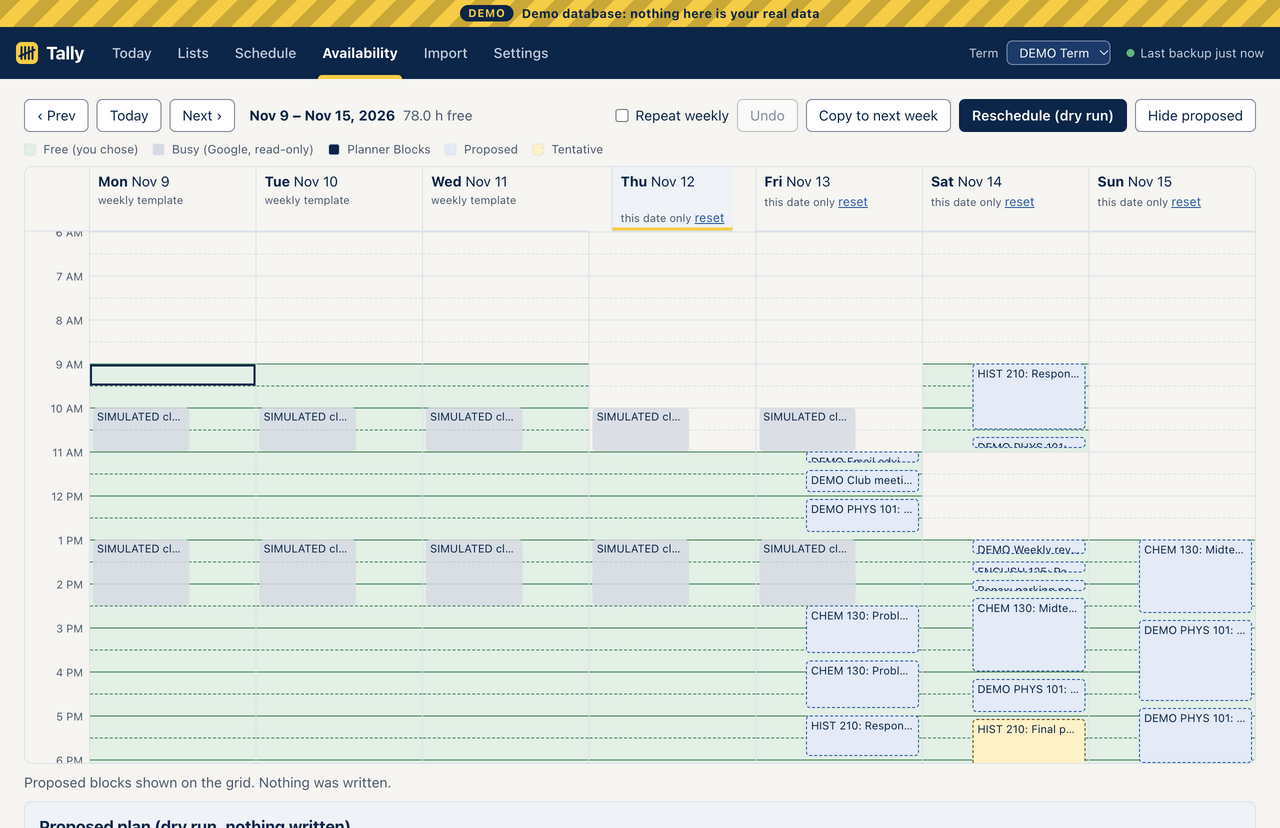 DEMO Demo database: nothing here is your real data
Tally Today Lists Schedule Availability Import Settings Term DEMO Term Last backup just now
‹ Prev Today Next › Nov 9 – Nov 15, 2026 78.0 h free Repeat weekly Undo Copy to next week Reschedule (dry run) Hide proposed
Free (you chose) Busy (Google, read-only) Planner Blocks Proposed Tentative
Mon Nov 9 Tue Nov 10 Wed Nov 11 Thu Nov 12 Fri Nov 13 Sat Nov 14 Sun Nov 15
weekly template weekly template weekly template this date only reset this date only reset this date only reset this date only reset
6 AM
7 AM
8 AM
9 AM
HIST 210: Respon...
10 AM
SIMULATED cl... SIMULATED cl... SIMULATED cl... SIMULATED cl... SIMULATED cl...
DEMO PHYS 101:
11 AM
DEMO Email
DEMO Club meeti...
12 PM
DEMO PHYS 101: ...
1 PM
SIMULATED cl... SIMULATED cl... SIMULATED cl... SIMULATED cl... SIMULATED cl... DEMO Weekly rev... CHEM 130: Midte...
2 PM
CHEM 130: Probl... CHEM 130: Midte...
3 PM
DEMO PHYS 101: ...
4 PM
CHEM 130: Probl...
DEMO PHYS 101: ...
5 PM
HIST 210: Respon... HIST 210: Final p... DEMO PHYS 101: ...
6 PM
Proposed blocks shown on the grid. Nothing was written.
Proposed plan (dry run, nothing written)